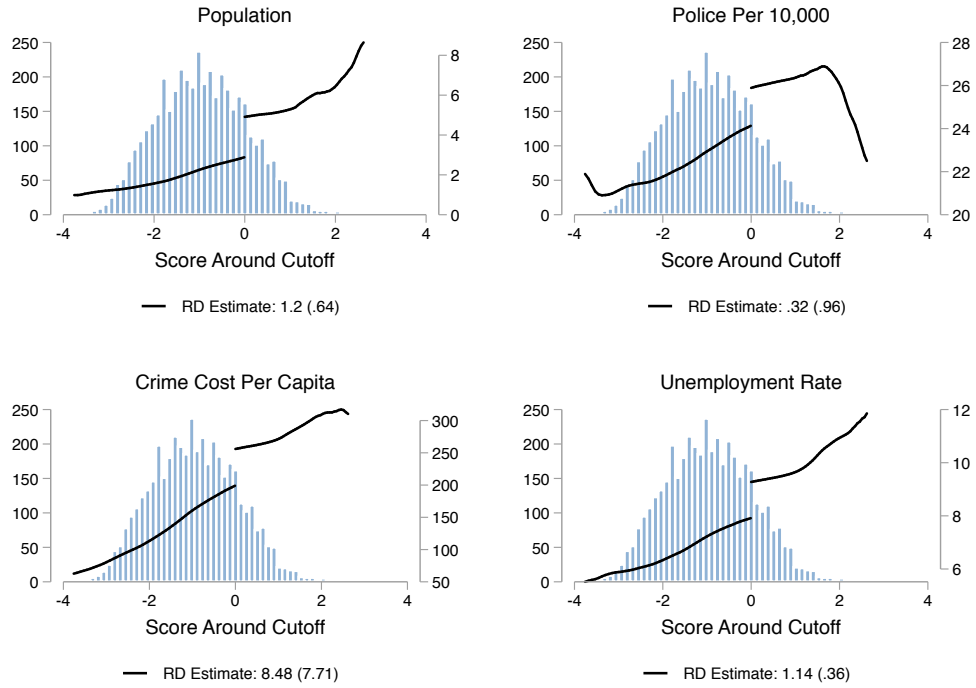 Population
250
200
150
100
50
0
8
6
4
2
0
-4 -2 0 2 4
Score Around Cutoff
RD Estimate: 1.2 (.64)
Police Per 10,000
250
200
150
100
50
0
28
26
24
22
20
-4 -2 0 2 4
Score Around Cutoff
RD Estimate: .32 (.96)
Crime Cost Per Capita
250
200
150
100
50
0
300
250
200
150
100
50
-4 -2 0 2 4
Score Around Cutoff
RD Estimate: 8.48 (7.71)
Unemployment Rate
250
200
150
100
50
0
12
10
8
6
-4 -2 0 2 4
Score Around Cutoff
RD Estimate: 1.14 (.36)